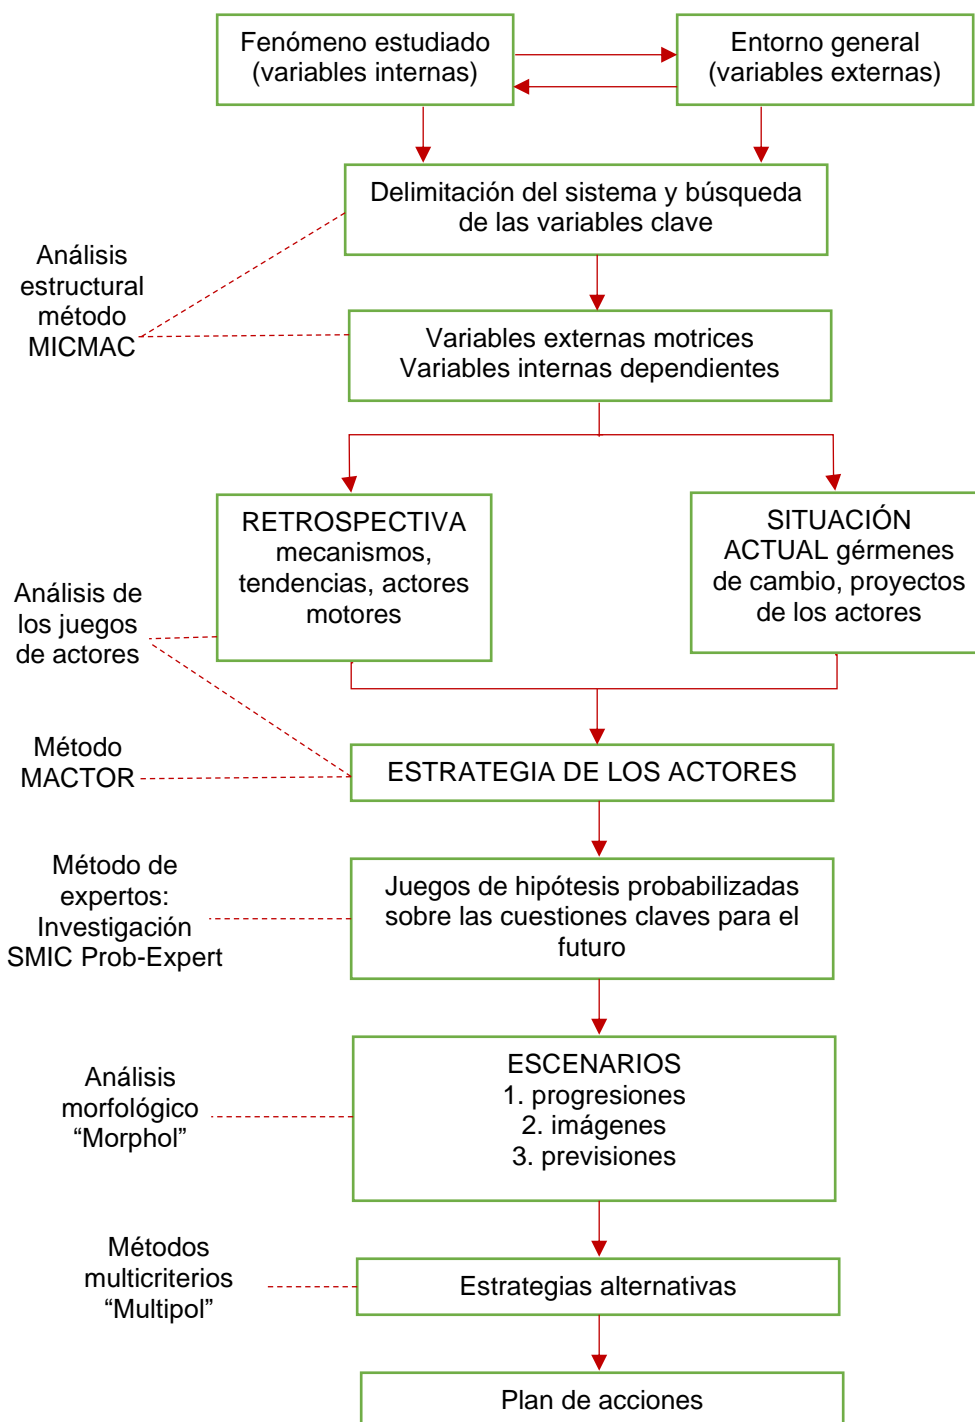 Fenómeno estudiado
(variables internas)
Entorno general
(variables externas)
Delimitación del sistema y búsqueda
de las variables clave
Análisis
estructural
método
MICMAC
Variables externas motrices
Variables internas dependientes
RETROSPECTIVA
mecanismos,
tendencias, actores
motores
SITUACIÓN
ACTUAL gérmenes
de cambio, proyectos
de los actores
Análisis de
los juegos
de actores
Método
MACTOR
ESTRATEGIA DE LOS ACTORES
Método de
expertos:
Investigación
SMIC Prob-Expert
Juegos de hipótesis probabilizadas
sobre las cuestiones claves para el
futuro
Análisis
morfológico
“Morphol”
ESCENARIOS
1. progresiones
2. imágenes
3. previsiones
Métodos
multicriterios
“Multipol”
Estrategias alternativas
Plan de acciones